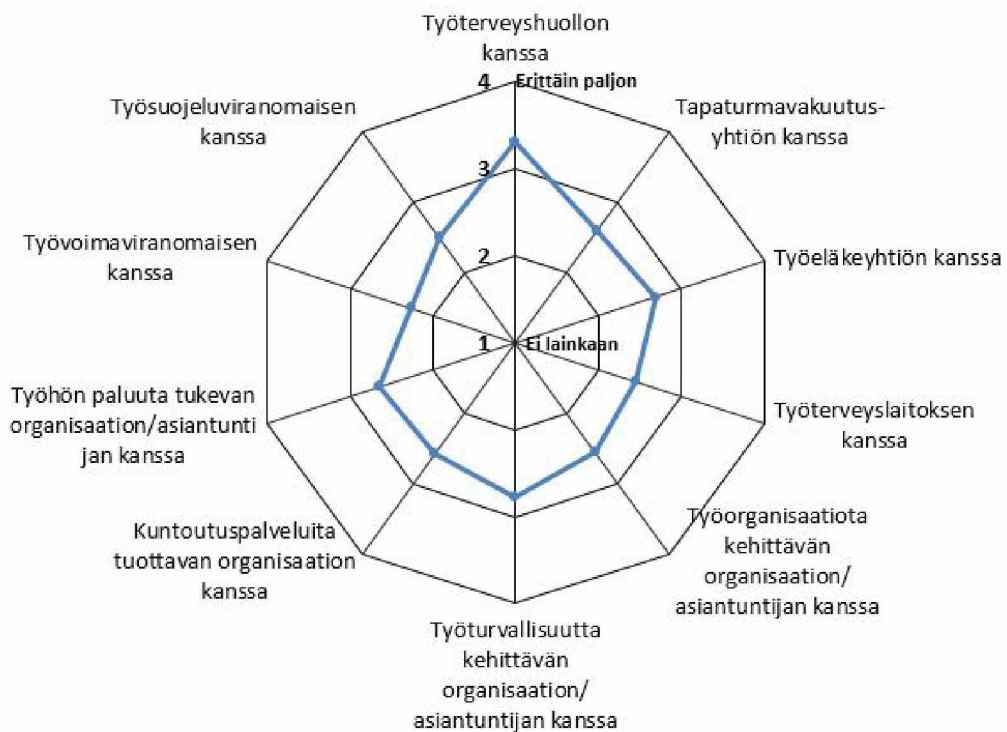 Työterveyshuollon
kanssa
4 Erittäin paljon
Tapaturmavakuutus-
yhtiön kanssa
Työeläkeyhtiön kanssa
Työterveyslaitoksen
kanssa
Työorganisaatiota
kehittävän
organisaation/
asiantuntijan kanssa
Työturvallisuutta
kehittävän
organisaation/
asiantuntijan kanssa
Kuntoutuspalveluita
tuottavan organisaation
kanssa
Työhön paluuta tukevan
organisaation/asiantunti
jan kanssa
Työvoimaviranomaisen
kanssa
Työsuojeluviranomaisen
kanssa
3
2
1 Ei lainkaan